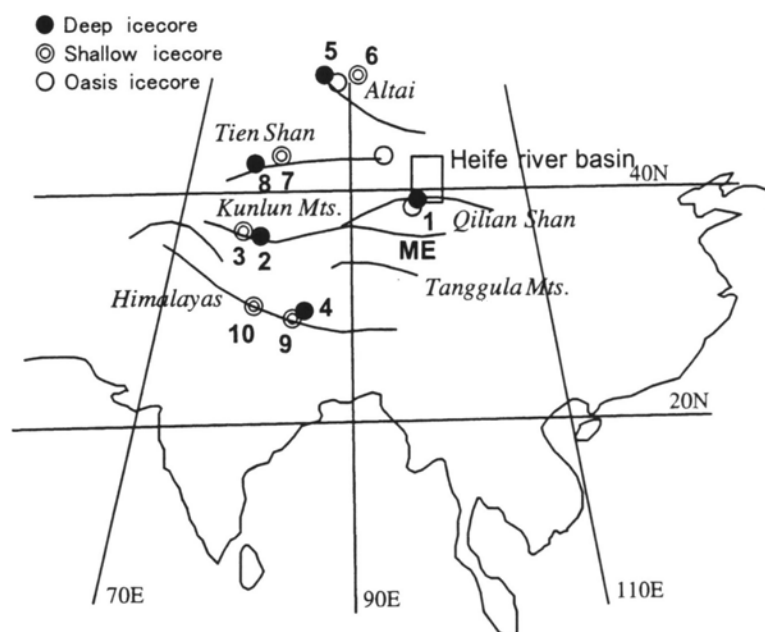 Deep icecore
Shallow icecore
Oasis icecore
5
6
Altai
Tien Shan
8
7
Heife river basin
40N
Kunlun Mts.
1
Qilian Shan
3
2
ME
Himalayas
4
Tanggula Mts.
10
9
20N
70E
90E
110E